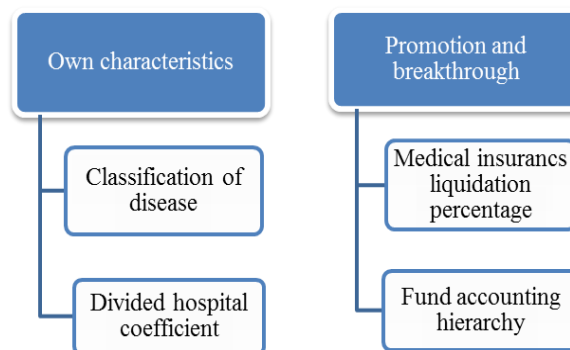 Own characteristics
Classification of
disease
Divided hospital
coefficient
Promotion and
breakthrough
Medical insurancs
liquidation
percentage
Fund accounting
hierarchy